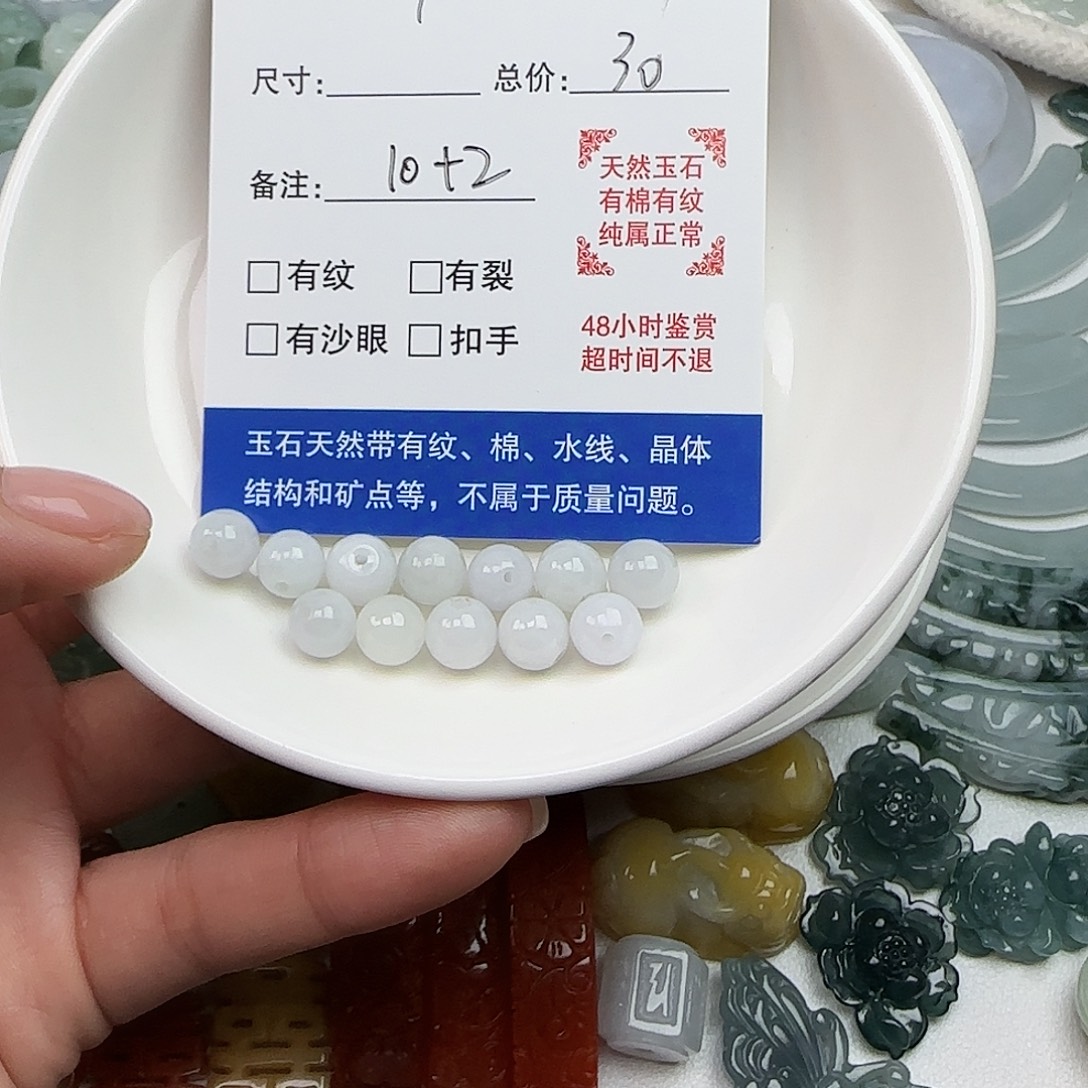 尺寸: 总价: 30
备注: 10+2
天然玉石
有棉有纹
纯属正常
□有纹 □有裂
□有沙眼 □扣手
48小时鉴赏
超时间不退
玉石天然带有纹、棉、水线、晶体
结构和矿点等，不属于质量问题。